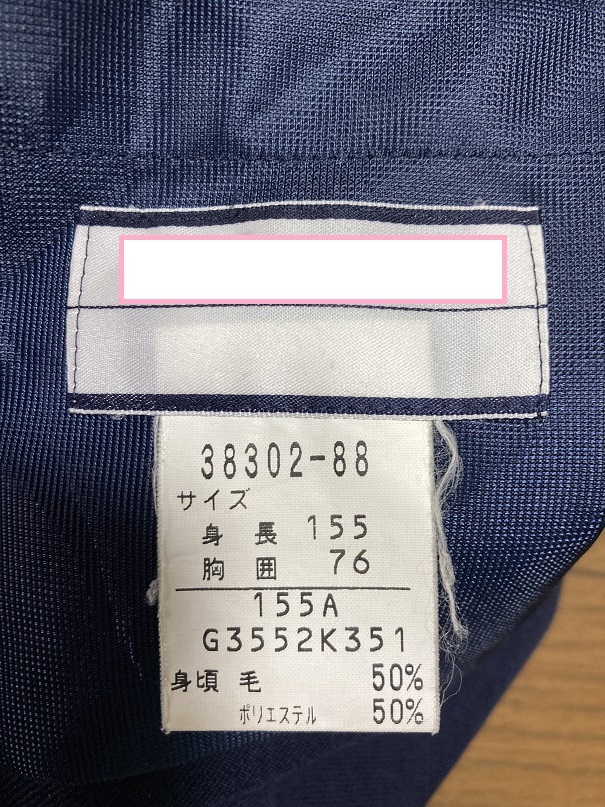 38302-88
サイズ
身長 155
胸囲 76
155A
G3552K351
身頃 毛 50%
ポリエステル 50%